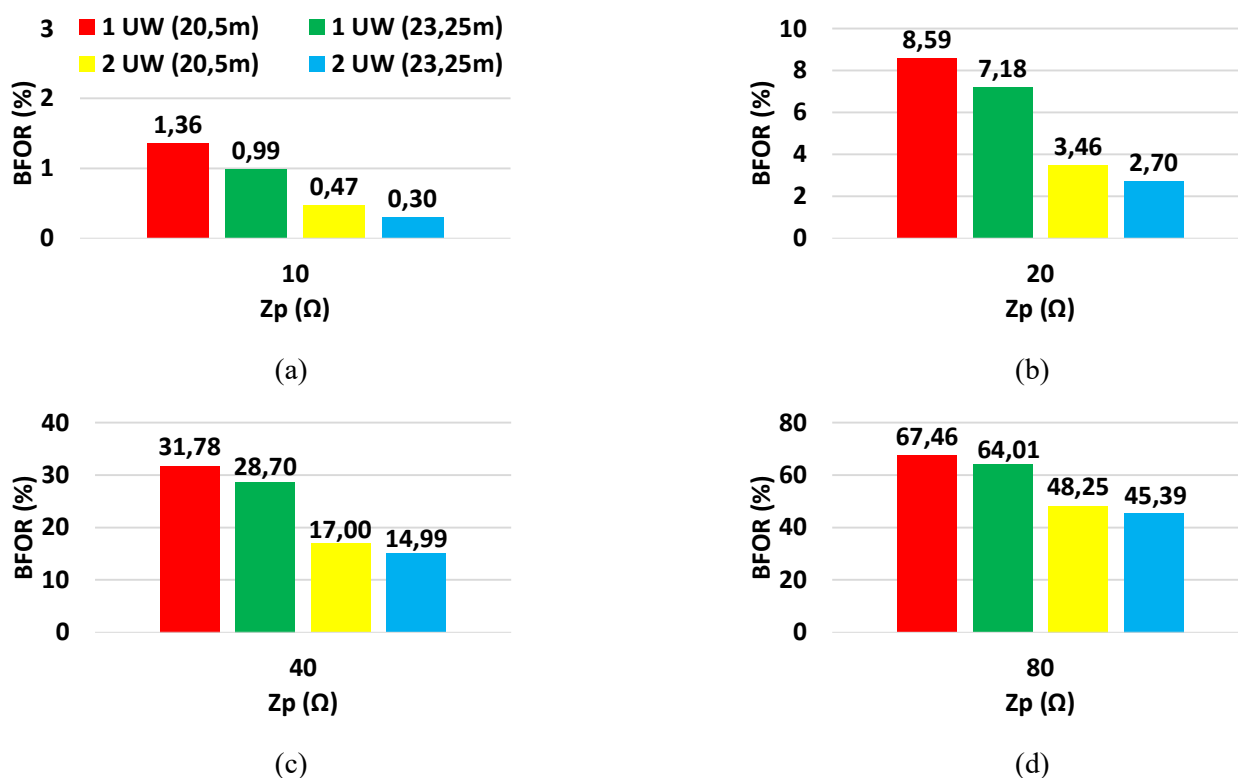 1 UW (20,5m) 1 UW (23,25m)
2 UW (20,5m) 2 UW (23,25m)
BFOR (%)
3
2
1
0
1,36
0,99
0,47
0,30
10
Zp (Ω)
(a)
BFOR (%)
10
8
6
4
2
0
8,59
7,18
3,46
2,70
20
Zp (Ω)
(b)
BFOR (%)
40
30
20
10
0
31,78
28,70
17,00
14,99
40
Zp (Ω)
(c)
BFOR (%)
80
60
40
20
0
67,46
64,01
48,25
45,39
80
Zp (Ω)
(d)